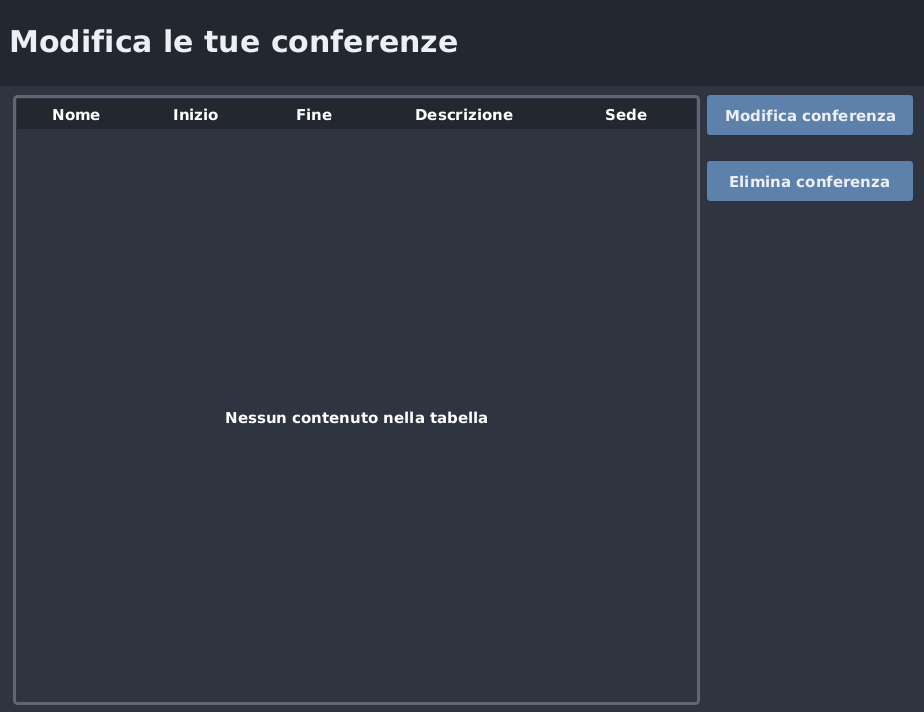 Modifica le tue conferenze
Nome Inizio Fine Descrizione Sede
Modifica conferenza
Elimina conferenza
Nessun contenuto nella tabella